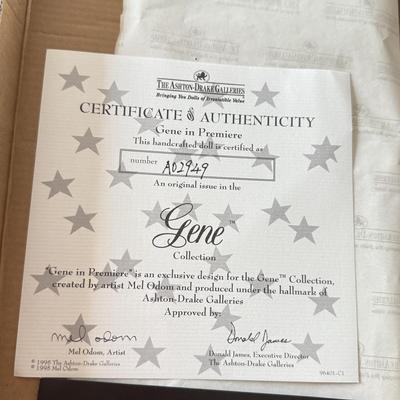 THE ASHTON-DRAKE GALLERIES
Bringing You Dolls of Irresistible Value
CERTIFICATE of AUTHENTICITY
Gene in Premiere
This handcrafted doll is certified as
number A02949
An original issue in the
Gene™
Collection
"Gene in Premiere" is an exclusive design for the Gene™ Collection,
created by artist Mel Odom and produced under the hallmark of
Ashton-Drake Galleries
Approved by:
mel odom
Donald James
Mel Odom, Artist
Donald James, Executive Director
The Ashton-Drake Galleries
© 1996 The Ashton-Drake Galleries
© 1995 Mel Odom
96401-C1